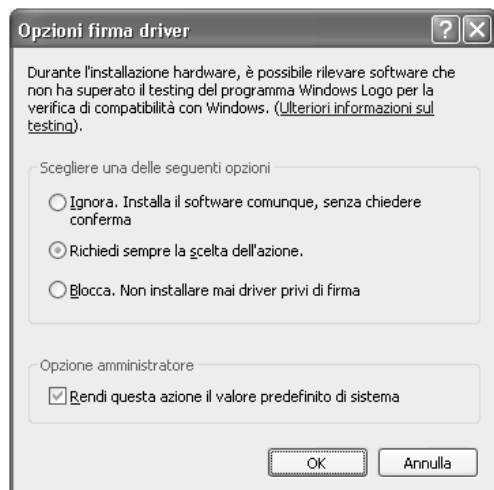 Opzioni firma driver
Durante l'installazione hardware, è possibile rilevare software che
non ha superato il testing del programma Windows Logo per la
verifica di compatibilità con Windows. (Ulteriori informazioni sul
testing).
Scegliere una delle seguenti opzioni
Ignora. Installa il software comunque, senza chiedere
conferma
Richiedi sempre la scelta dell'azione.
Blocca. Non installare mai driver privi di firma
Opzione amministratore
Rendi questa azione il valore predefinito di sistema
OK Annulla